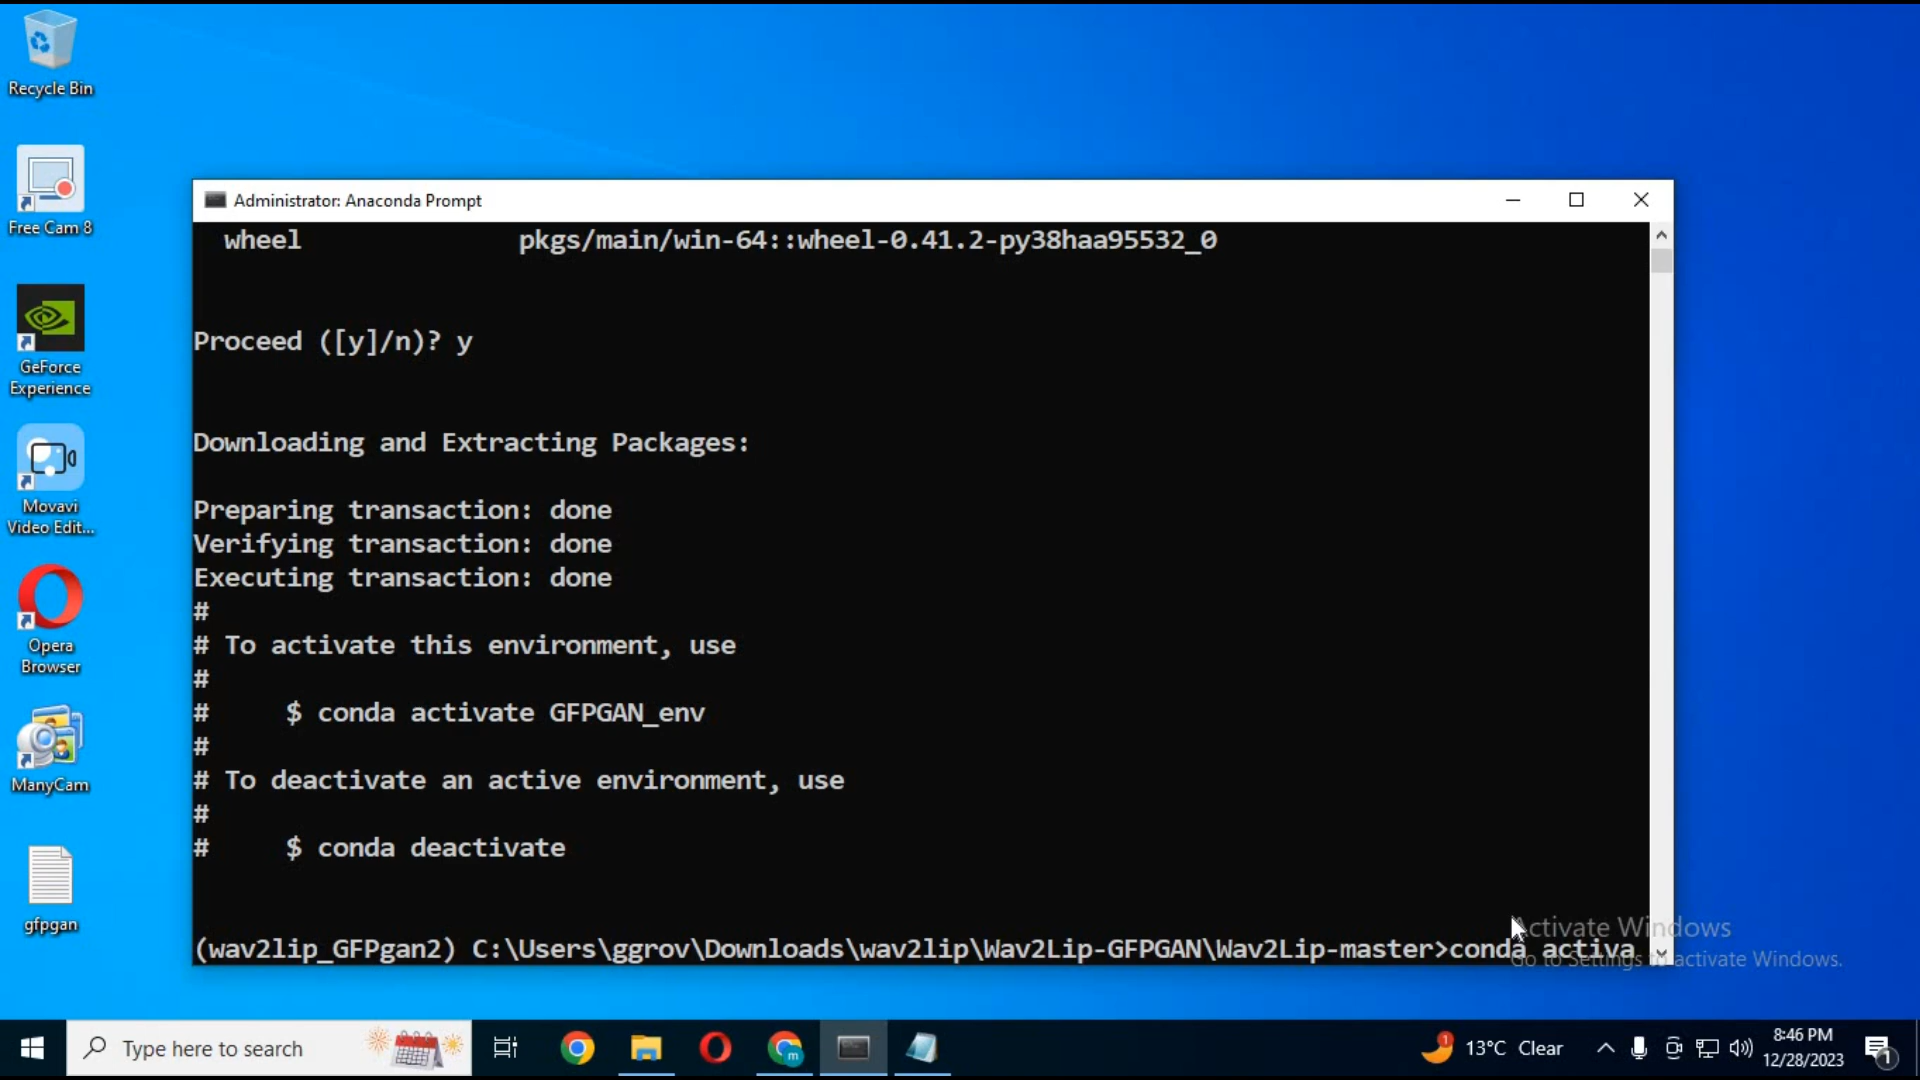 Recycle Bin
Free Cam 8
GeForce
Experience
Movavi
Video Edit...
Opera
Browser
ManyCam
gfpgan
Administrator: Anaconda Prompt
wheel pkgs/main/win-64::wheel-0.41.2-py38haa95532_0
Proceed ([y]/n)? y
Downloading and Extracting Packages:
Preparing transaction: done
Verifying transaction: done
Executing transaction: done
#
# To activate this environment, use
#
# $ conda activate GFPGAN_env
#
# To deactivate an active environment, use
#
# $ conda deactivate
(wav2lip_GFPgan2) C:\Users\ggrov\Downloads\wav2lip\Wav2Lip-GFPGAN\Wav2Lip-master>conda activa
Activate Windows
Go to Settings to activate Windows.
Type here to search
m
1
13°C Clear
8:46 PM
12/28/2023
1